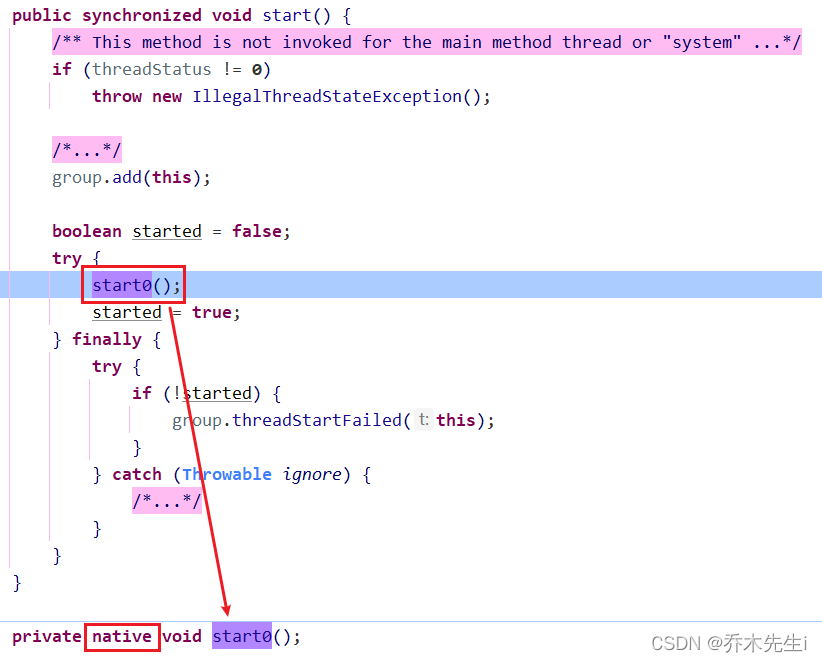 public synchronized void start() {
/** This method is not invoked for the main method thread or "system" ...*/
if (threadStatus != 0)
throw new IllegalThreadStateException();
/*...*/
group.add(this);
boolean started = false;
try {
start0();
started = true;
} finally {
try {
if (!started) {
group.threadStartFailed( t: this);
}
} catch (Throwable ignore) {
/*...*/
}
}
}
private native void start0();
CSDN @乔木先生i